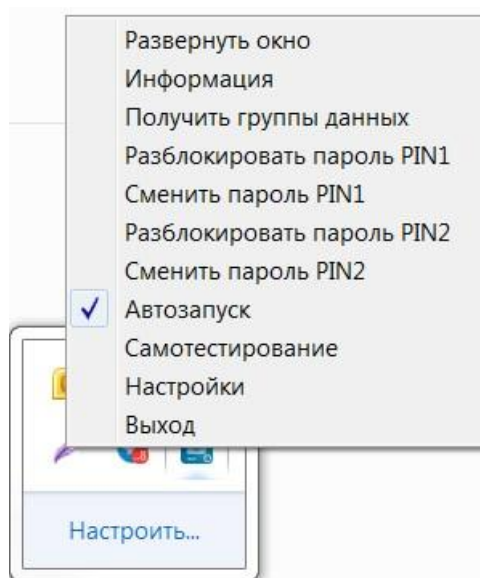 Развернуть окно
Информация
Получить группы данных
Разблокировать пароль PIN1
Сменить пароль PIN1
Разблокировать пароль PIN2
Сменить пароль PIN2
Автозапуск
Самотестирование
Настройки
Выход
Настроить...